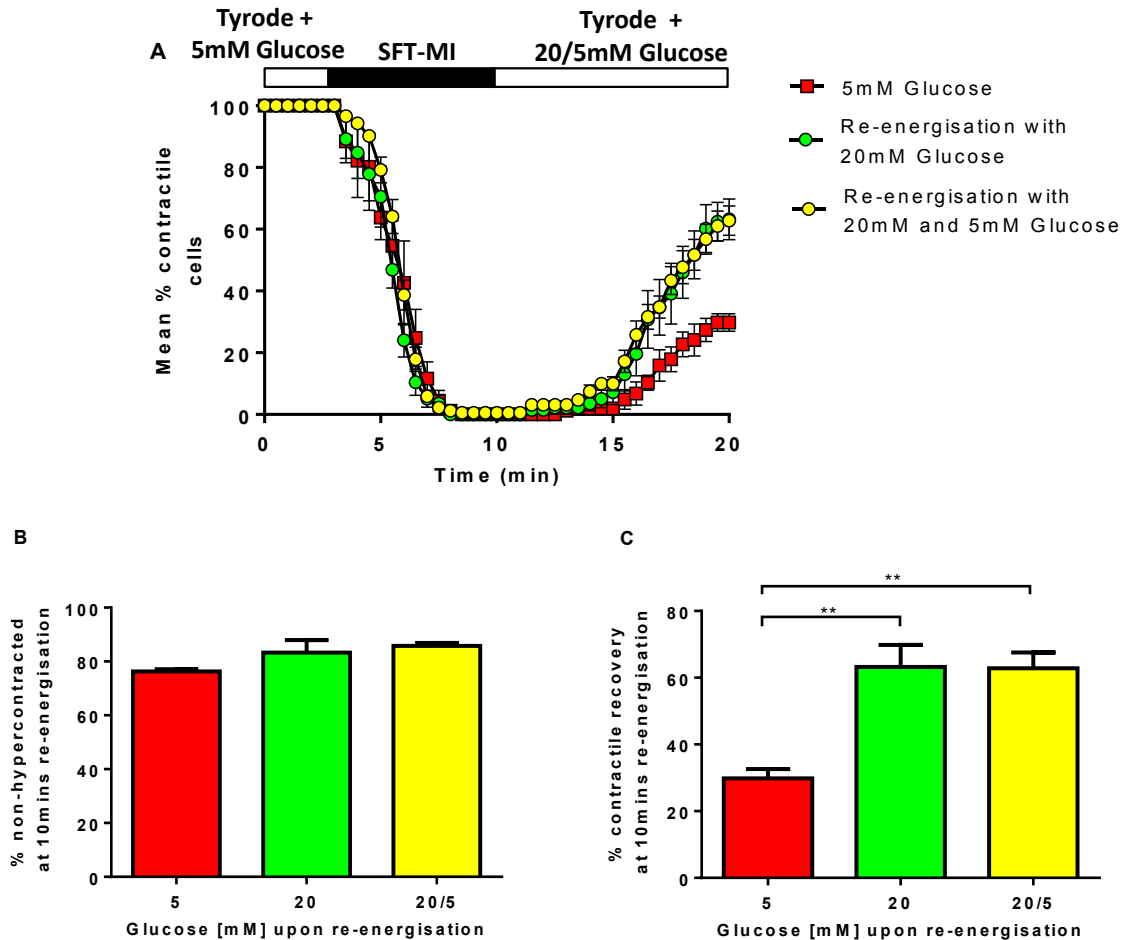 Tyrode +
5mM Glucose
SFT-MI
Tyrode +
20/5mM Glucose
A
5mM Glucose
Re-energisation with
20mM Glucose
Re-energisation with
20mM and 5mM Glucose
Mean % contractile
cells
100
80
60
40
20
0
0 5 10 15 20
Time (min)
B
% non-hypercontracted
at 10mins re-energisation
100
80
60
40
20
0
5 20 20/5
Glucose [mM] upon re-energisation
C
% contractile recovery
at 10mins re-energisation
80
60
40
20
0
**
**
5 20 20/5
Glucose [mM] upon re-energisation